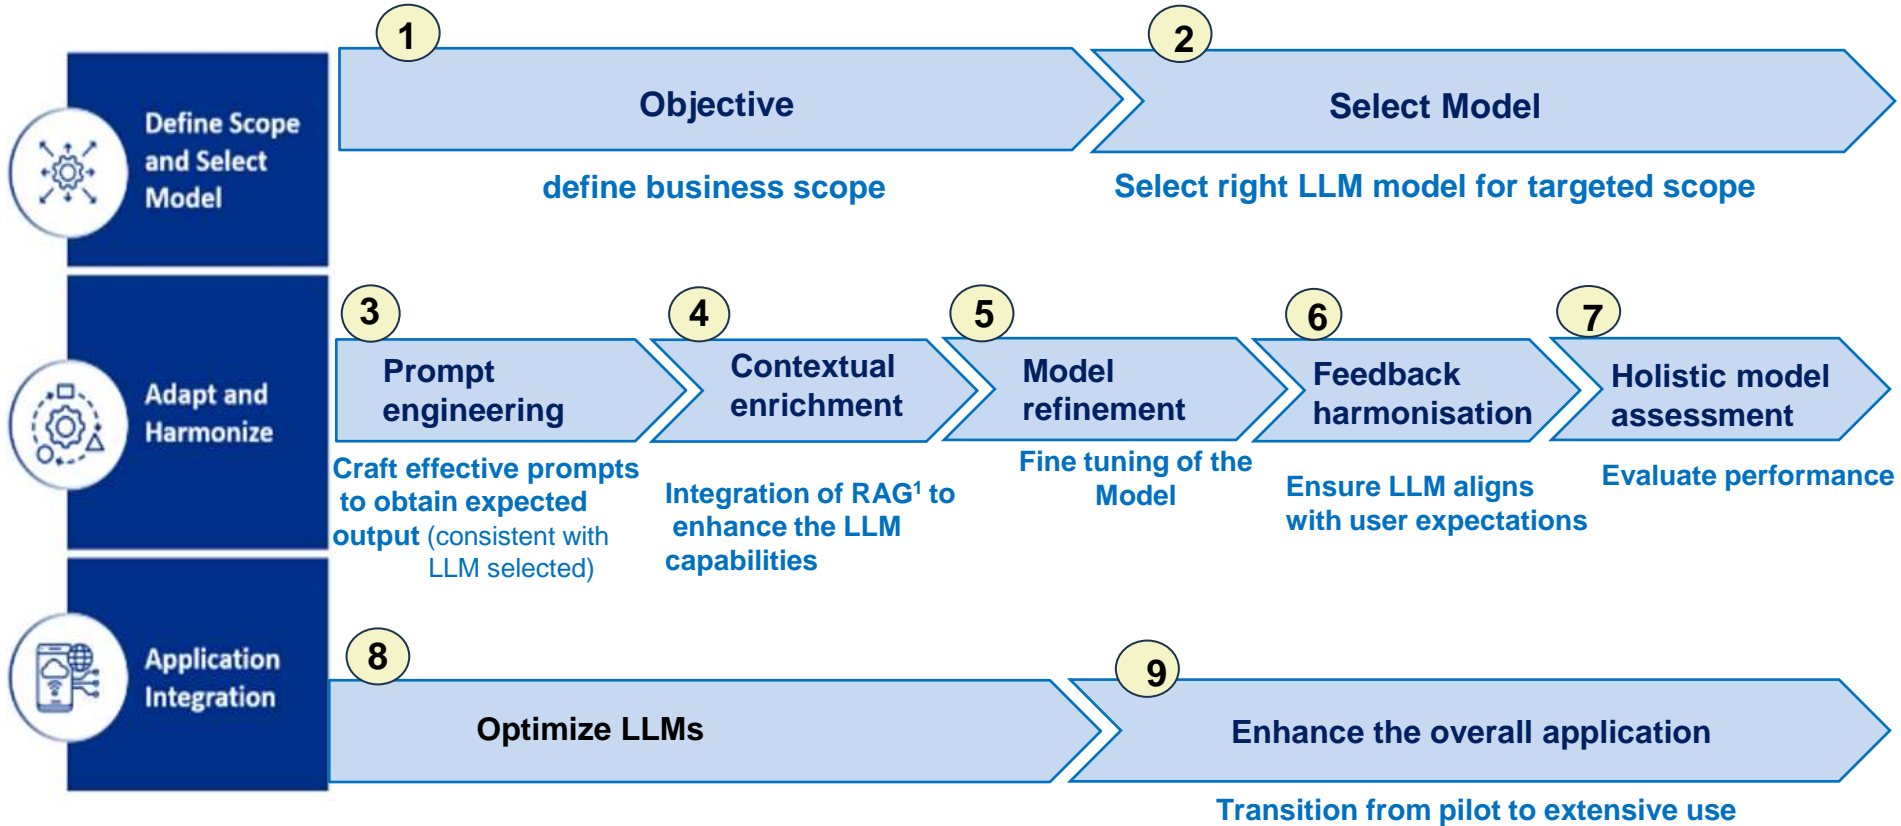 1
2
Define Scope
and Select
Model
Objective
Select Model
define business scope
Select right LLM model for targeted scope
3
4
5
6
7
Adapt and
Harmonize
Prompt
engineering
Contextual
enrichment
Model
refinement
Feedback
harmonisation
Holistic model
assessment
Craft effective prompts
to obtain expected
output (consistent with
LLM selected)
Integration of RAG¹ to
enhance the LLM
capabilities
Fine tuning of the
Model
Ensure LLM aligns
with user expectations
Evaluate performance
8
9
Application
Integration
Optimize LLMs
Enhance the overall application
Transition from pilot to extensive use